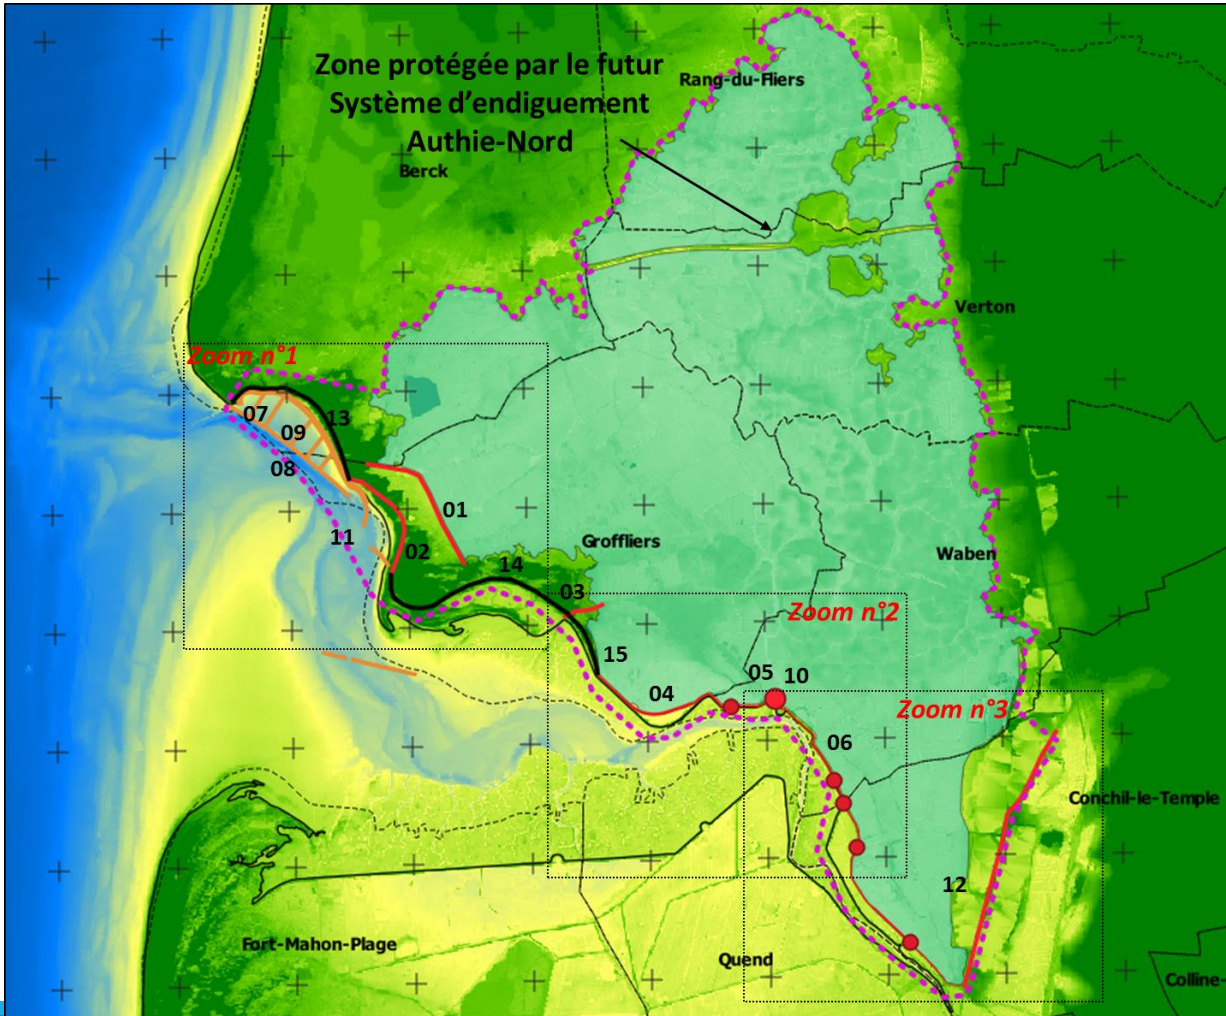 Zone protégée par le futur
Système d'endiguement
Authie-Nord
Rang-du-Fliers
Berck
Verton
Zoom n°1
07
13
09
08
01
11
02
Groffliers
Waben
14
03
Zoom n°2
15
05
10
04
Zoom n°3
06
Conchil-le-Temple
12
Fort-Mahon-Plage
Quend
Colline-